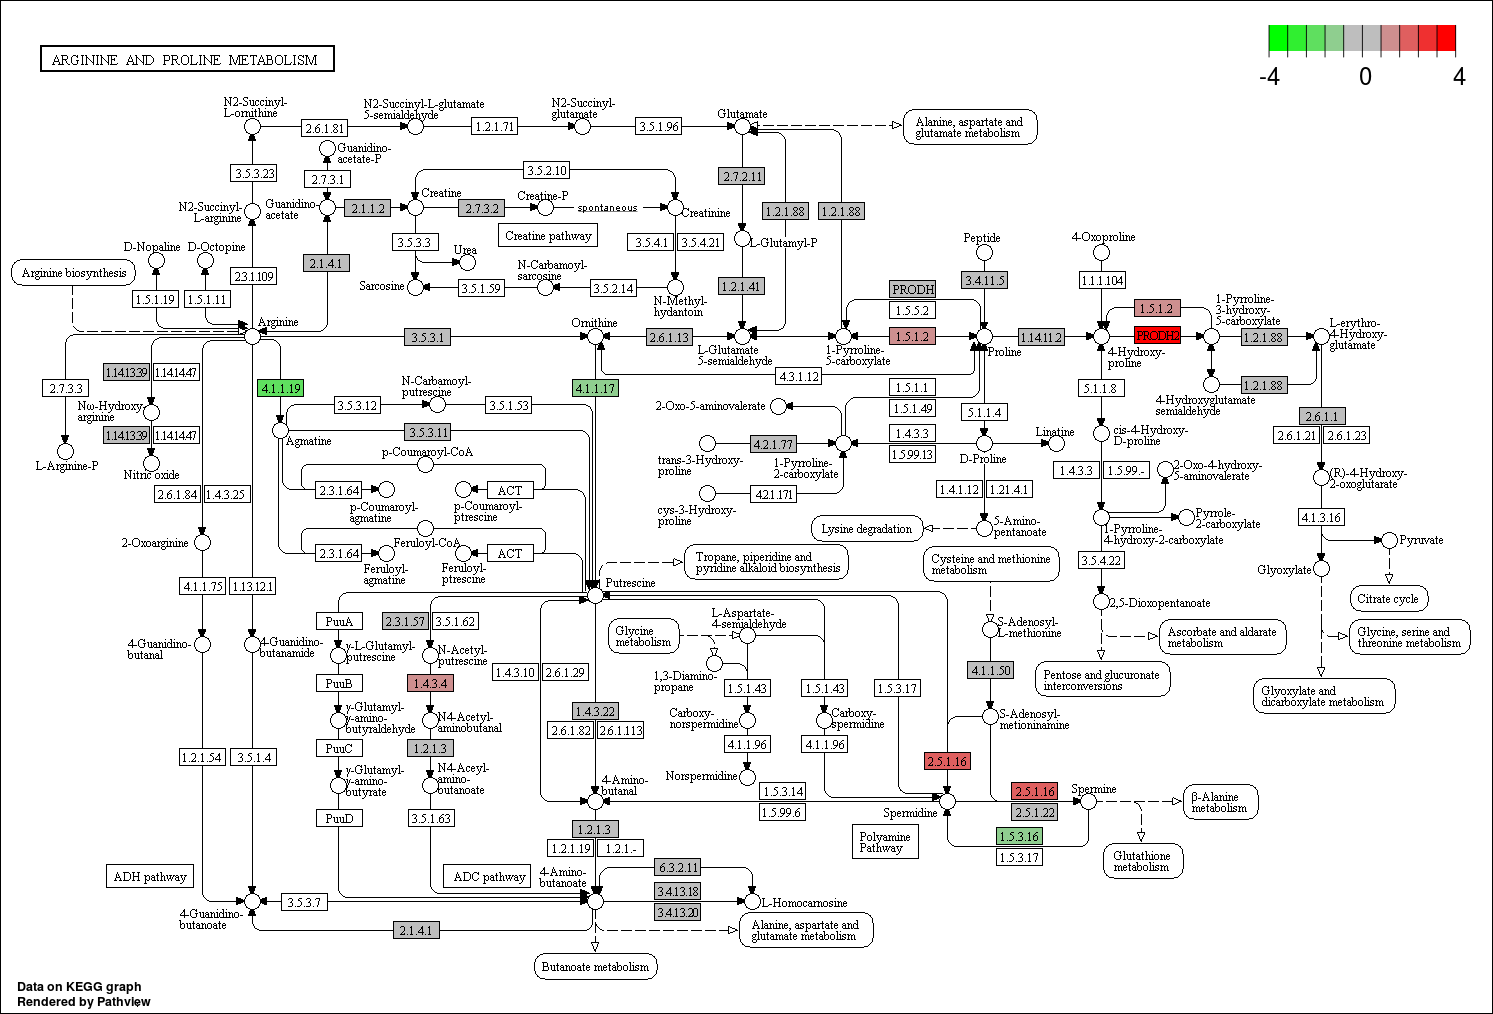 ARGININE AND PROLINE METABOLISM
-4
0
4
N2-Succinyl-
L-ornithine
2.6.1.81
N2-Succinyl-L-glutamate
5-semialdehyde
1.2.1.71
N2-Succinyl-
glutamate
3.5.1.96
Glutamate
Alanine, aspartate and
glutamate metabolism
Guanidino-
acetate-P
3.5.3.23
2.7.3.1
3.5.2.10
2.7.2.11
N2-Succinyl-
L-arginine
Guanidino-
acetate
2.1.1.2
Creatine
2.7.3.2
Creatine-P
spontaneous
Creatinine
1.2.1.88
1.2.1.88
Creatine pathway
3.5.3.3
Urea
3.5.4.1
3.5.4.21
L-Glutamyl-P
Peptide
4-Oxoproline
D-Nopaline
D-Octopine
2.1.4.1
N-Carbamoyl-
sarcosine
Arginine biosynthesis
2.3.1.109
Sarcosine
3.5.1.59
3.5.2.14
1.2.1.41
PRODH
3.4.11.5
1.1.1.104
1.5.1.19
1.5.1.11
N-Methyl-
hydantoin
1.5.5.2
1.5.1.2
1-Pyrroline-
3-hydroxy-
5-carboxylate
Arginine
3.5.3.1
Ornithine
2.6.1.13
L-Glutamate
5-semialdehyde
1-Pyrroline-
5-carboxylate
1.5.1.2
Proline
1.14.11.2
4-Hydroxy-
proline
PRODH2
1.2.1.88
L-erythro-
4-Hydroxy-
glutamate
1.14.13.39
1.14.14.47
2.7.3.3
4.1.1.19
4.1.1.17
4.3.1.12
1.5.1.1
5.1.1.8
1.2.1.88
4-Hydroxyglutamate
semialdehyde
N-Carbamoyl-
putrescine
3.5.3.12
3.5.1.53
Nω-Hydroxy-
arginine
2-Oxo-5-aminovalerate
1.5.1.49
5.1.1.4
2.6.1.1
2.6.1.21
2.6.1.23
1.14.13.39
1.14.14.47
Agmatine
3.5.3.11
4.2.1.77
1.4.3.3
1.5.99.13
Linatine
cis-4-Hydroxy-
D-proline
L-Arginine-P
Nitric oxide
p-Coumaroyl-CoA
trans-3-Hydroxy-
proline
1-Pyrroline-
2-carboxylate
D-Proline
1.4.3.3
1.5.99.-
2-Oxo-4-hydroxy-
5-aminovalerate
(R)-4-Hydroxy-
2-oxoglutarate
2.6.1.84
1.4.3.25
2.3.1.64
ACT
4.2.1.171
1.4.1.12
1.21.4.1
p-Coumaroyl-
agmatine
p-Coumaroyl-
ptrescine
cys-3-Hydroxy-
proline
Lysine degradation
5-Amino-
pentanoate
Pyrrole-
2-carboxylate
4.1.3.16
1-Pyrroline-
4-hydroxy-2-carboxylate
2-Oxoarginine
Feruloyl-CoA
2.3.1.64
ACT
Feruloyl-
agmatine
Feruloyl-
ptrescine
Tropane, piperidine and
pyridine alkaloid biosynthesis
Cysteine and methionine
metabolism
3.5.4.22
Pyruvate
Glyoxylate
4.1.1.75
1.13.12.1
Putrescine
2,5-Dioxopentanoate
Citrate cycle
PuuA
2.3.1.57
3.5.1.62
Glycine
metabolism
L-Aspartate-
4-semialdehyde
S-Adenosyl-
L-methionine
Ascorbate and aldarate
metabolism
Glycine, serine and
threonine metabolism
4-Guanidino-
butanal
4-Guanidino-
butanamide
γ-L-Glutamyl-
putrescine
N-Acetyl-
putrescine
1.4.3.10
2.6.1.29
1,3-Diamino-
propane
4.1.1.50
Pentose and glucuronate
interconversions
PuuB
1.4.3.4
1.5.1.43
1.5.1.43
1.5.3.17
Glyoxylate and
dicarboxylate metabolism
γ-Glutamyl-
γ-amino-
butyraldehyde
N4-Acetyl-
aminobutanal
1.4.3.22
2.6.1.82
2.6.1.113
Carboxy-
norspermidine
Carboxy-
spermidine
S-Adenosyl-
metioninamine
1.2.1.54
3.5.1.4
PuuC
1.2.1.3
4.1.1.96
4.1.1.96
γ-Glutamyl-
γ-amino-
butyrate
N4-Aceyl-
amino-
butanoate
4-Amino-
butanal
Norspermidine
2.5.1.16
1.5.3.14
1.5.99.6
Spermidine
2.5.1.16
2.5.1.22
Spermine
β-Alanine
metabolism
PuuD
3.5.1.63
1.2.1.3
1.2.1.19
1.2.1.-
Polyamine
Pathway
1.5.3.16
1.5.3.17
Glutathione
metabolism
ADH pathway
ADC pathway
4-Amino-
butanoate
6.3.2.11
3.4.13.18
3.4.13.20
L-Homocarnosine
4-Guanidino-
butanoate
3.5.3.7
2.1.4.1
Alanine, aspartate and
glutamate metabolism
Butanoate metabolism
Data on KEGG graph
Rendered by Pathview